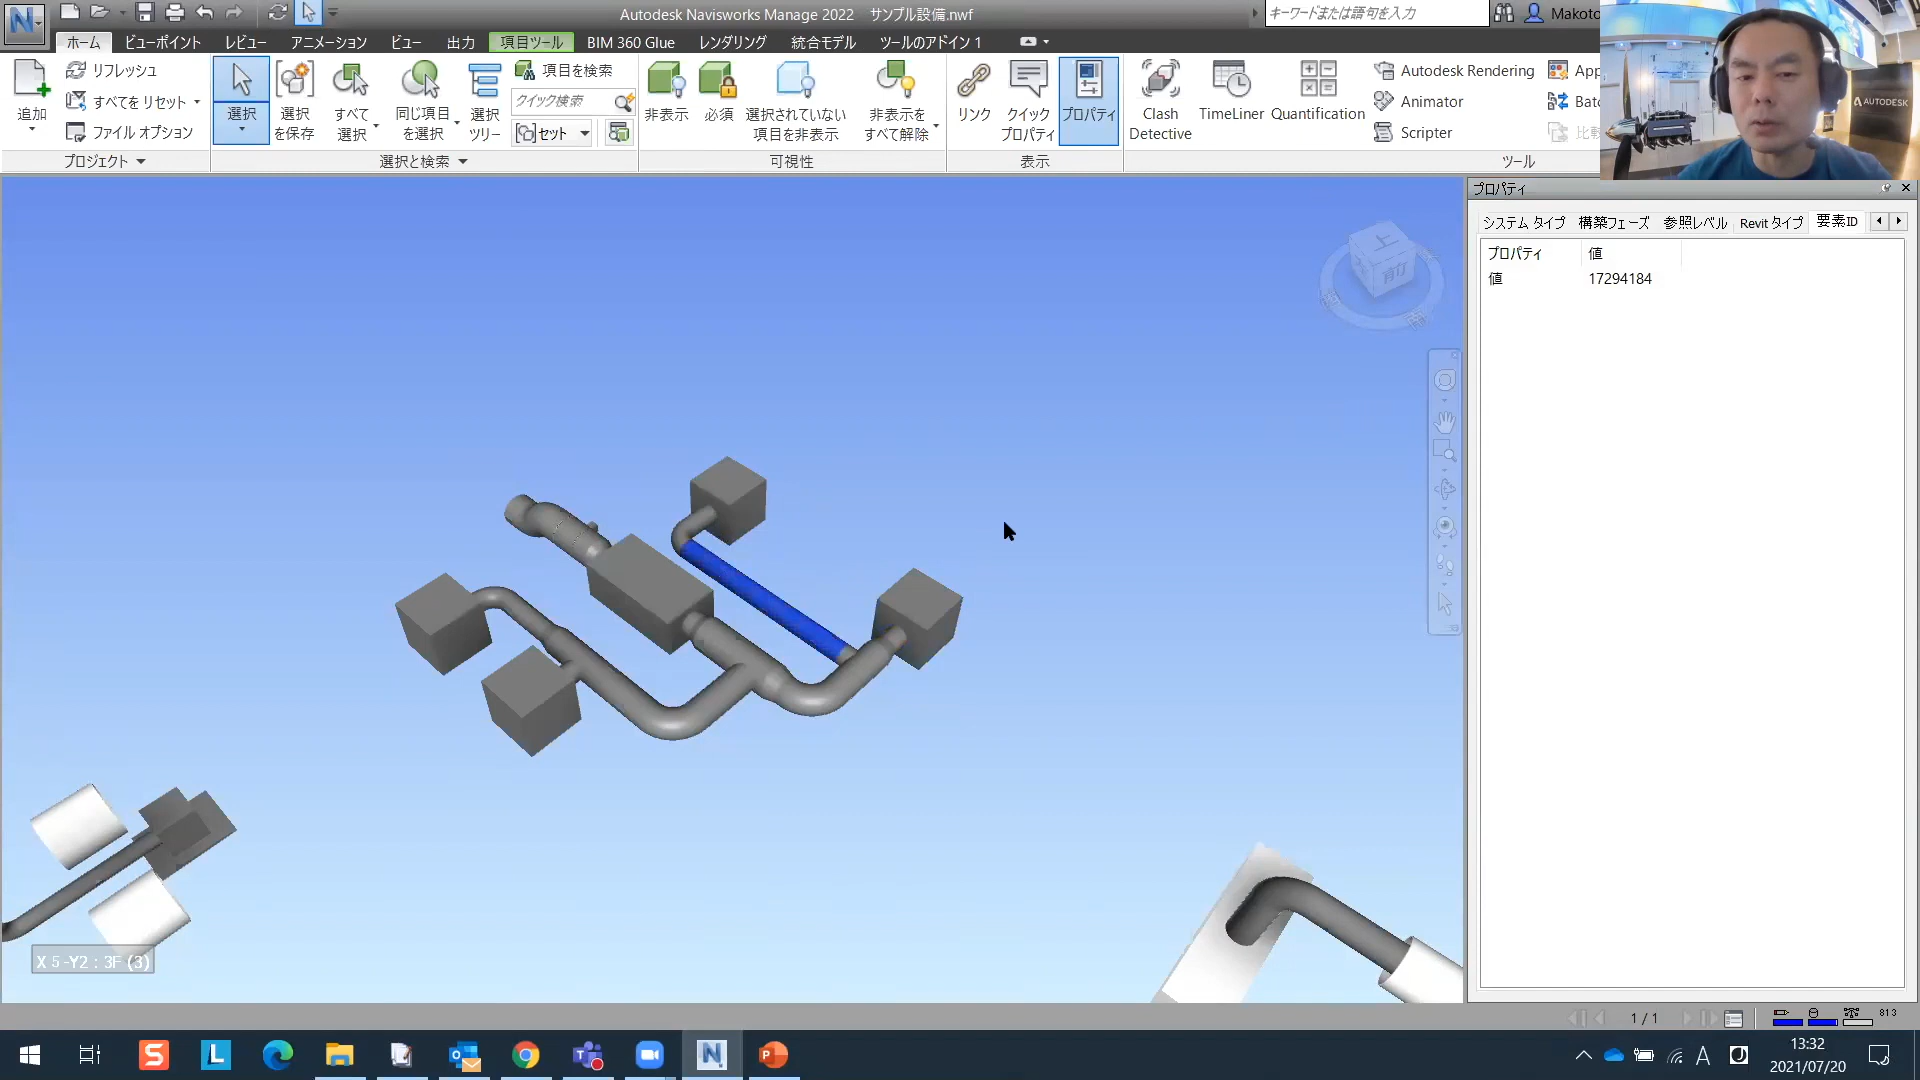 Autodesk Navisworks Manage 2022 サンプル設備.nwf
キーワードまたは語句を入力
Makoto
ホーム ビューポイント レビュー アニメーション ビュー 出力 項目ツール BIM 360 Glue レンダリング 統合モデル ツールのアドイン 1
追加
リフレッシュ
すべてをリセット
ファイル オプション
プロジェクト
選択
選択
を保存
すべて
選択
同じ項目
を選択
選択
ツリー
項目を検索
クイック検索
セット
選択と検索
非表示
必須
選択されていない
項目を非表示
非表示を
すべて解除
可視性
リンク
クイック
プロパティ
プロパティ
表示
Clash
Detective
TimeLiner
Quantification
Autodesk Rendering
Animator
Scripter
App
Batc
比較
ツール
AUTODESK
プロパティ
システム タイプ 構築フェーズ 参照レベル Revit タイプ 要素ID
プロパティ 値
値 17294184
上
前
X 5 -Y2 : 3F (3)
1 / 1
813
13:32
2021/07/20